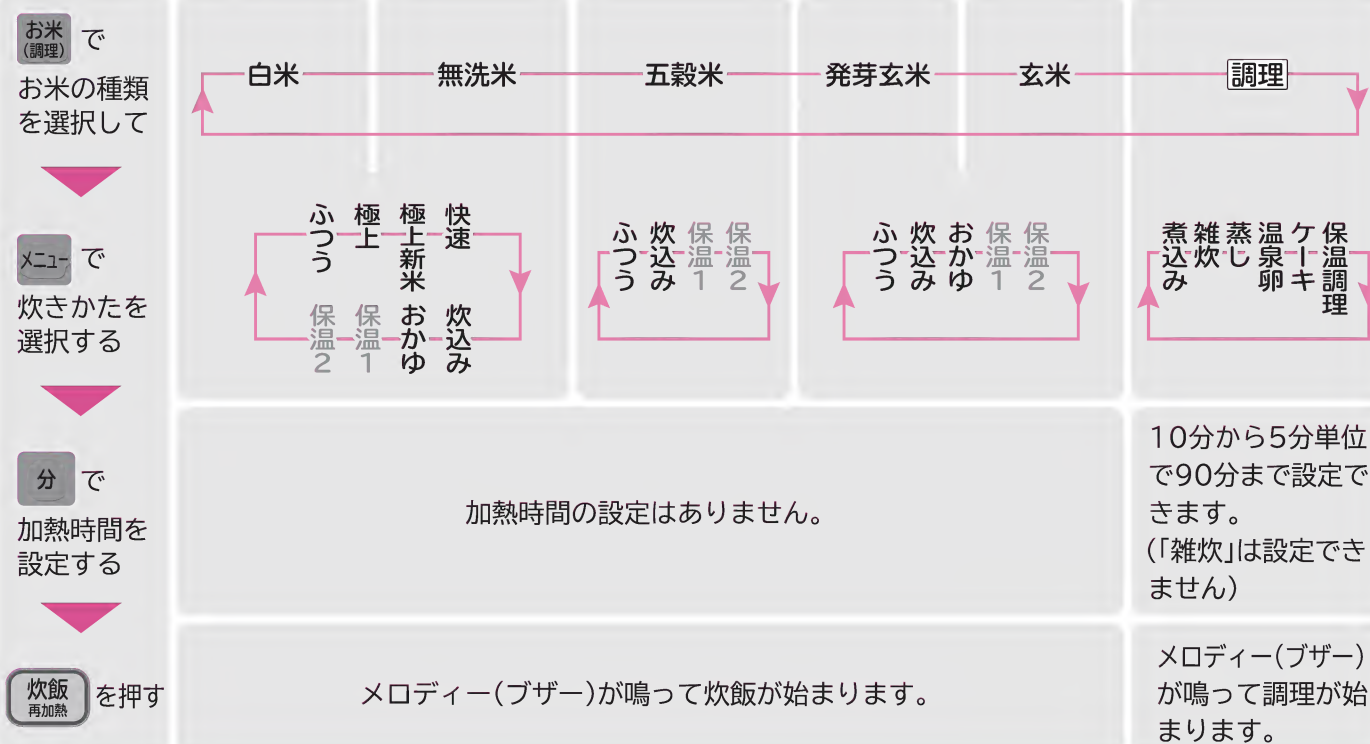 お米
(調理)
で
お米の種類
を選択して
白米
無洗米
五穀米
発芽玄米
玄米
調理
メニュー
で
炊きかたを
選択する
ふつう
極上
極上新米
快速
炊込み
おかゆ
保温1
保温2
ふつう
炊込み
保温1
保温2
ふつう
炊込み
おかゆ
保温1
保温2
煮込み
雑炊
蒸し
温泉卵
ケーキ
保温調理
分
で
加熱時間を
設定する
加熱時間の設定はありません。
10分から5分単位
で90分まで設定で
きます。
(「雑炊」は設定でき
ません)
炊飯
再加熱
を押す
メロディー(ブザー)が鳴って炊飯が始まります。
メロディー(ブザー)
が鳴って調理が始
まります。